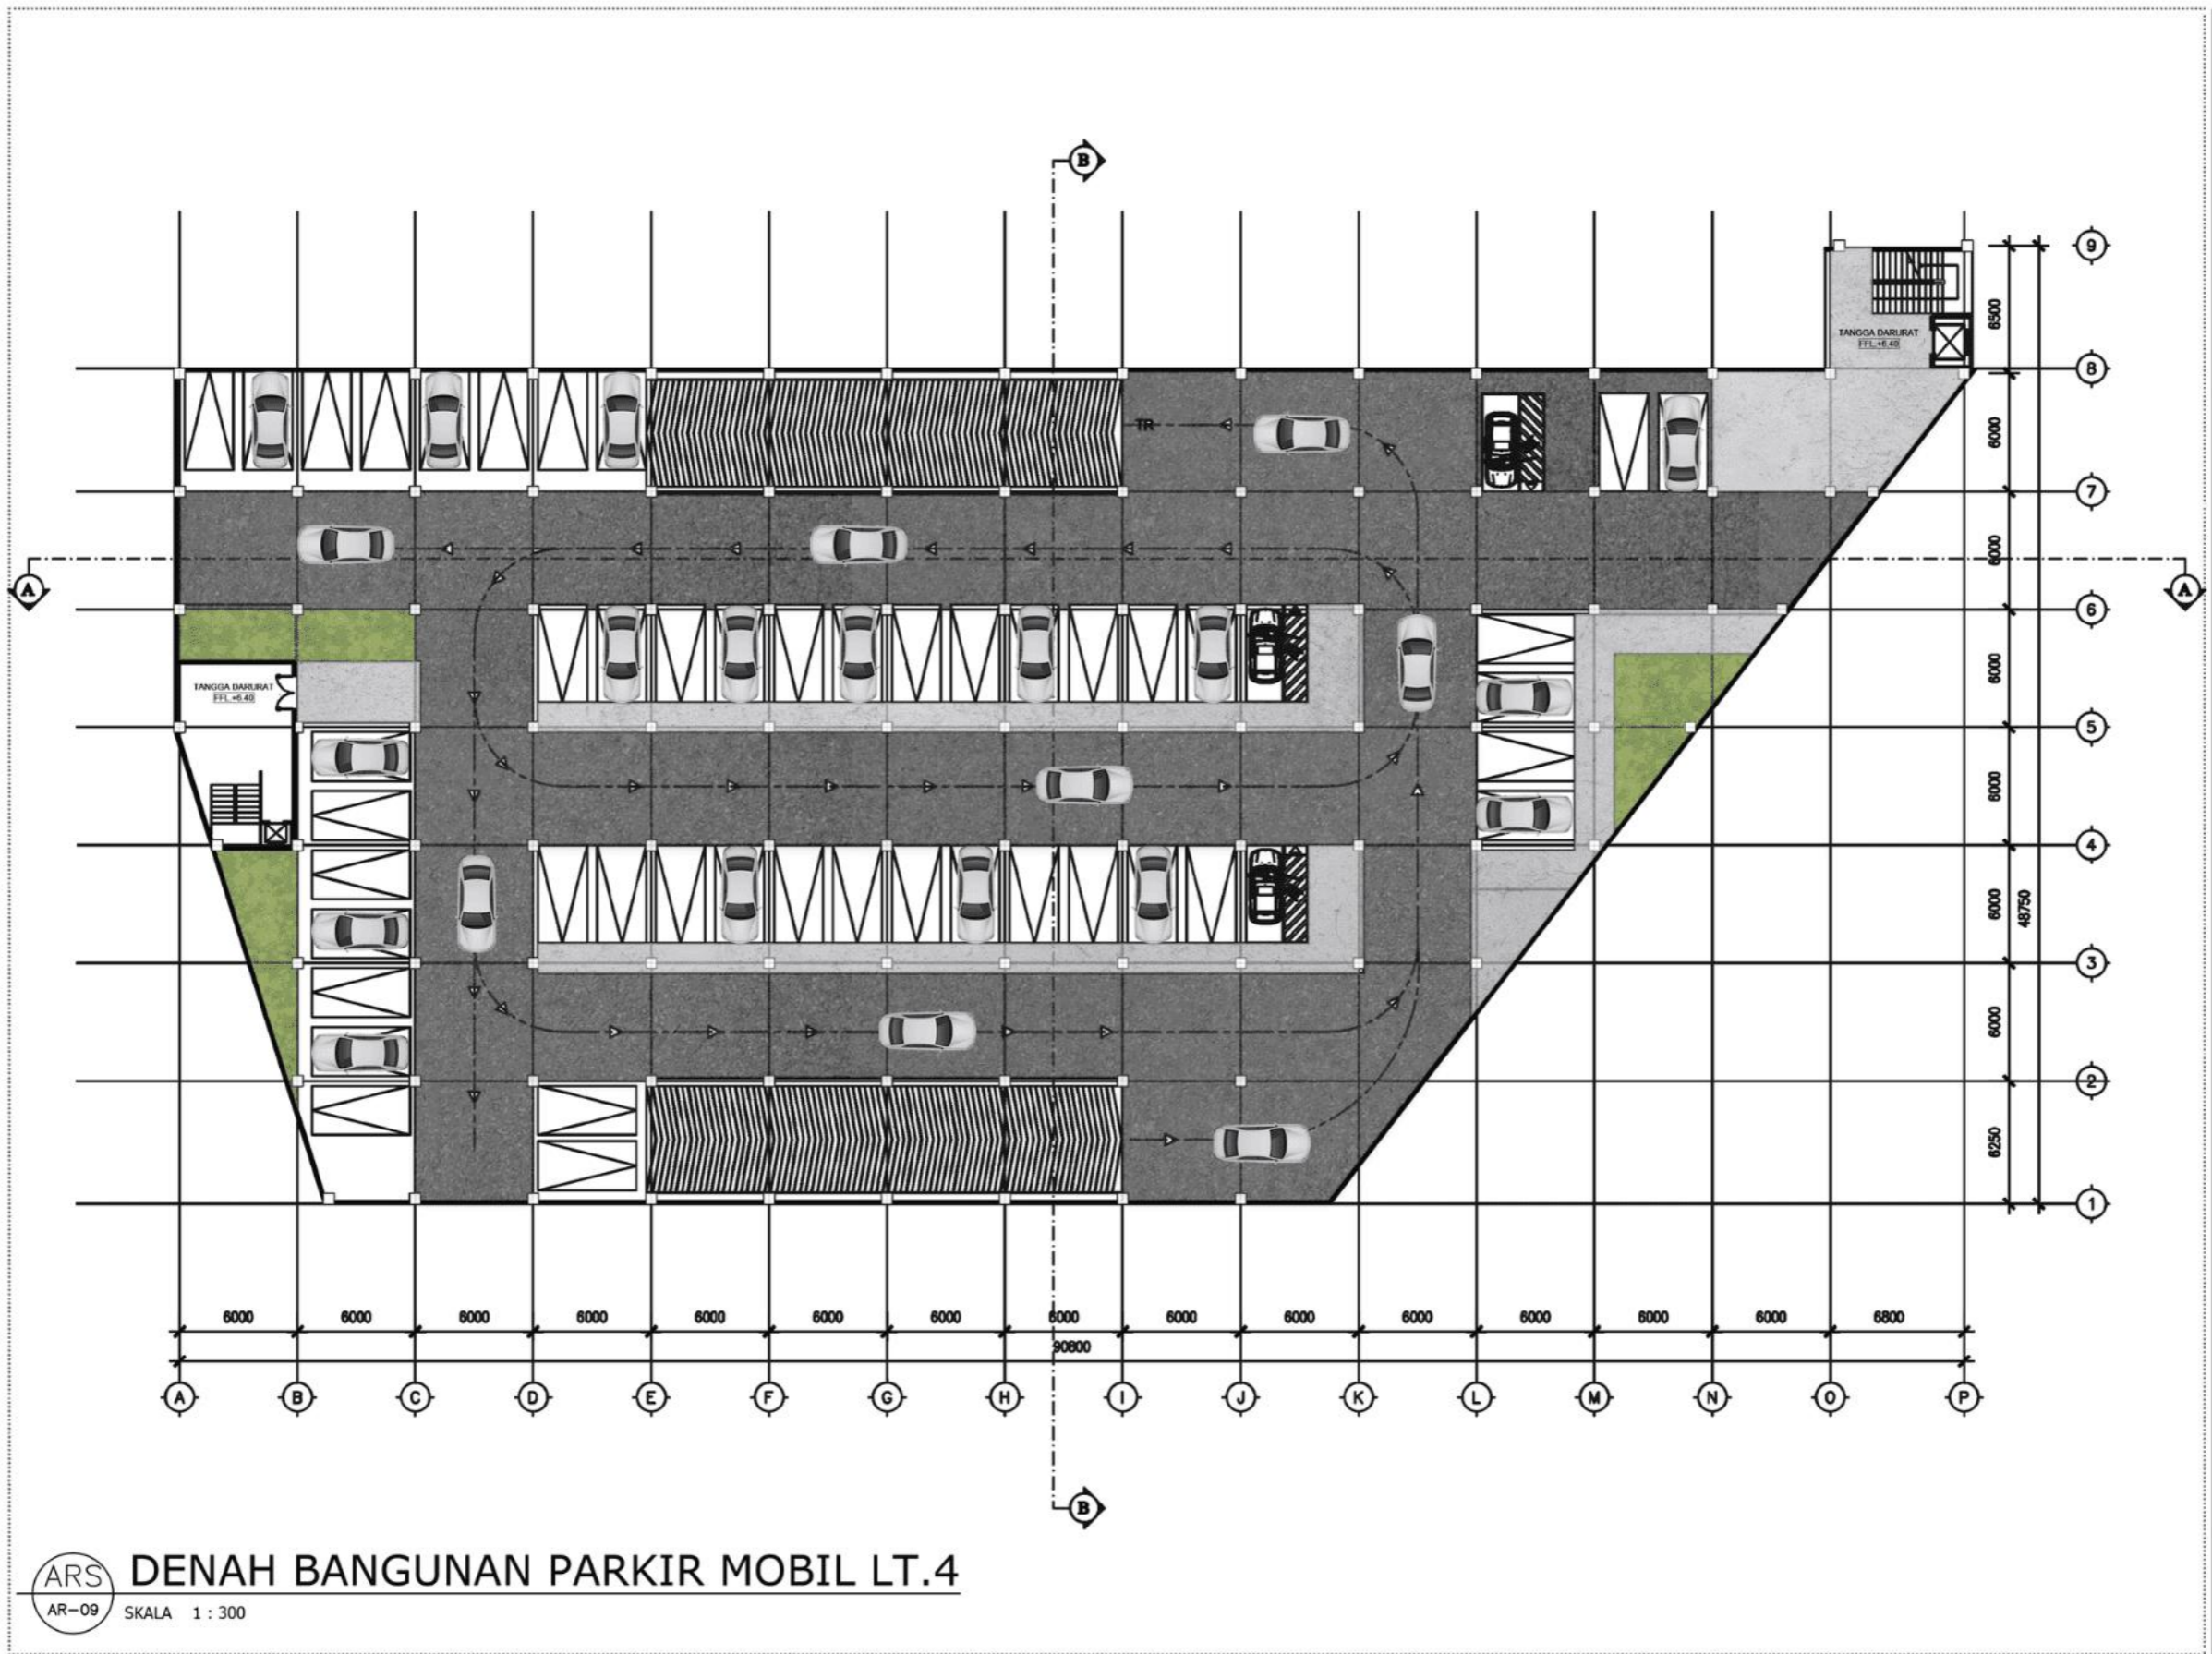 B
9
6500
TANGGA DARURAT
FFL.+6.40
8
TR
6000
7
6000
A
A
6
TANGGA DARURAT
FFL.+6.40
6000
5
6000
4
6000
48750
3
6000
2
6250
1
6000 6000 6000 6000 6000 6000 6000 6000 6000 6000 6000 6000 6000 6000 6800
90800
A B C D E F G H I J K L M N O P
B
ARS
AR-09
DENAH BANGUNAN PARKIR MOBIL LT.4
SKALA 1 : 300